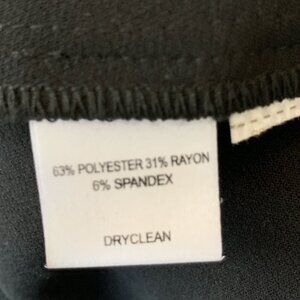 63% POLYESTER 31% RAYON
6% SPANDEX
DRYCLEAN